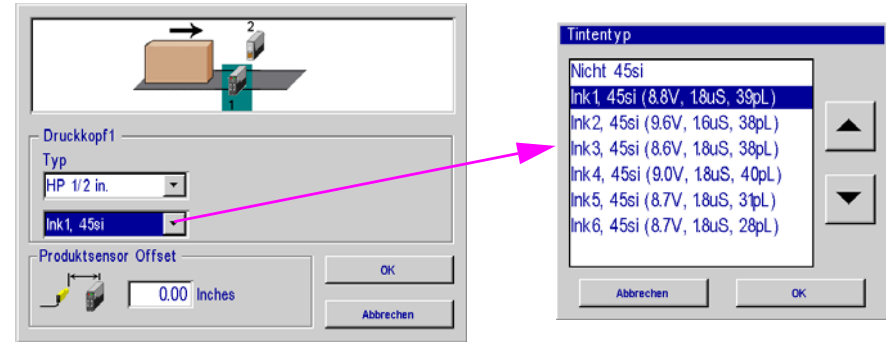 2
1
Druckkopf1
Typ
HP 1/2 in.
Ink1, 45si
Produktsensor Offset
0.00 Inches
OK
Abbrechen
Tintentyp
Nicht 45si
Ink1, 45si (8.8V, 1.8uS, 39pL)
Ink2, 45si (9.6V, 1.6uS, 38pL)
Ink3, 45si (8.6V, 1.8uS, 38pL)
Ink4, 45si (9.0V, 1.8uS, 40pL)
Ink5, 45si (8.7V, 1.8uS, 31pL)
Ink6, 45si (8.7V, 1.8uS, 28pL)
Abbrechen OK